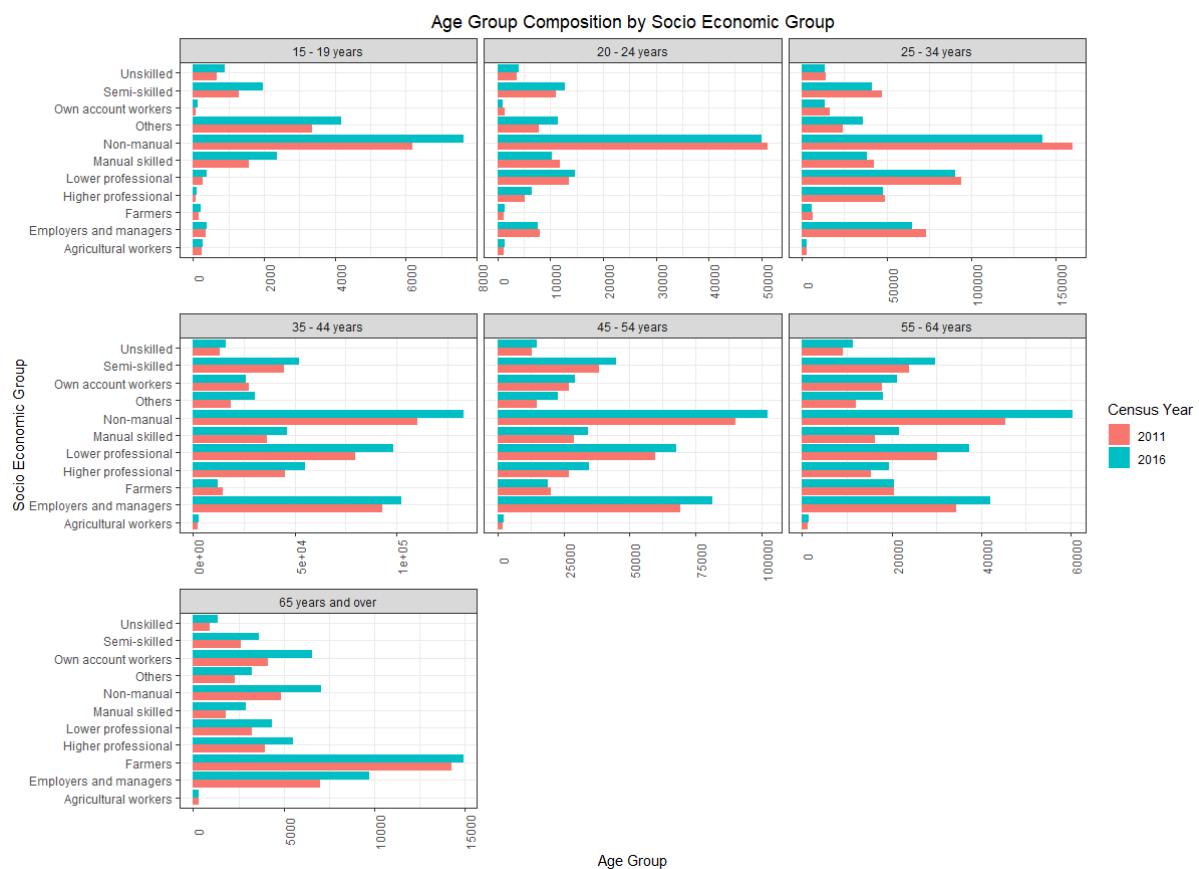 Age Group Composition by Socio Economic Group
15 - 19 years
20 - 24 years
25 - 34 years
Unskilled
Semi-skilled
Own account workers
Others
Non-manual
Manual skilled
Lower professional
Higher professional
Farmers
Employers and managers
Agricultural workers
0
2000
4000
6000
8000
0
10000
20000
30000
40000
50000
0
50000
100000
150000
35 - 44 years
45 - 54 years
55 - 64 years
Unskilled
Semi-skilled
Own account workers
Others
Non-manual
Manual skilled
Lower professional
Higher professional
Farmers
Employers and managers
Agricultural workers
0e+00
5e+04
1e+05
0
25000
50000
75000
100000
0
20000
40000
60000
65 years and over
Unskilled
Semi-skilled
Own account workers
Others
Non-manual
Manual skilled
Lower professional
Higher professional
Farmers
Employers and managers
Agricultural workers
0
5000
10000
15000
Socio Economic Group
Age Group
Census Year
2011
2016